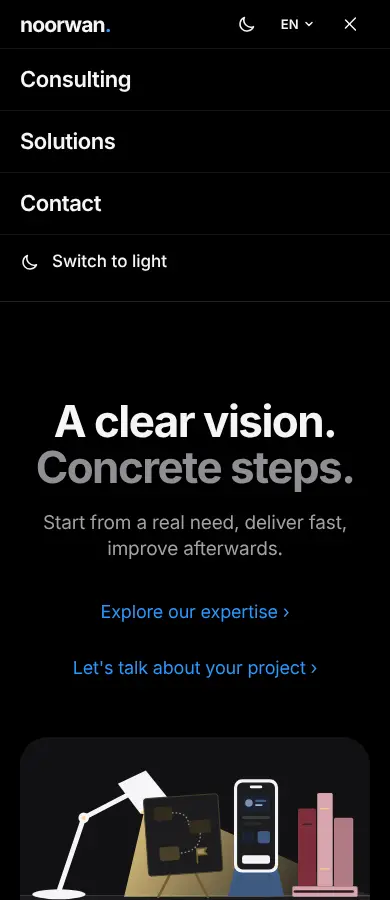 noorwan.
EN
Consulting
Solutions
Contact
Switch to light
A clear vision.
Concrete steps.
Start from a real need, deliver fast,
improve afterwards.
Explore our expertise ›
Let's talk about your project ›